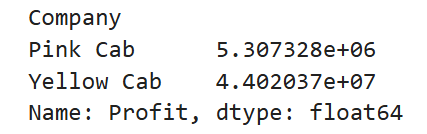 Company
Pink Cab      5.307328e+06
Yellow Cab    4.402037e+07
Name: Profit, dtype: float64